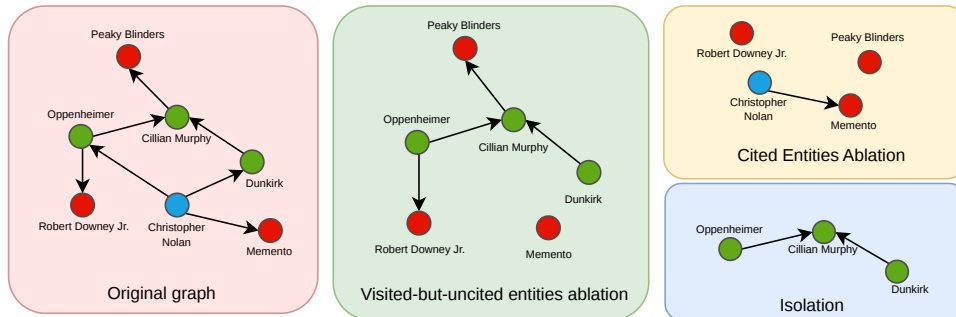 Peaky Blinders
Oppenheimer
Cillian Murphy
Dunkirk
Robert Downey Jr.
Christopher
Nolan
Memento
Original graph
Peaky Blinders
Oppenheimer
Cillian Murphy
Dunkirk
Robert Downey Jr.
Memento
Visited-but-uncited entities ablation
Robert Downey Jr.
Peaky Blinders
Christopher
Nolan
Memento
Cited Entities Ablation
Oppenheimer
Cillian Murphy
Dunkirk
Isolation